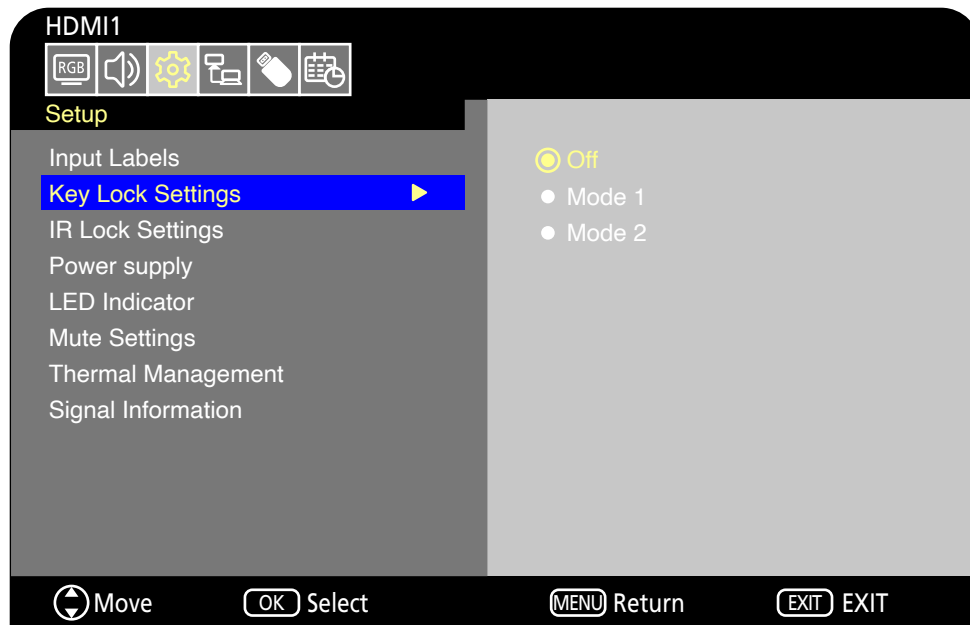 HDMI1
RGB
Setup
Input Labels
Key Lock Settings
IR Lock Settings
Power supply
LED Indicator
Mute Settings
Thermal Management
Signal Information
Off
Mode 1
Mode 2
Move OK Select MENU Return EXIT EXIT